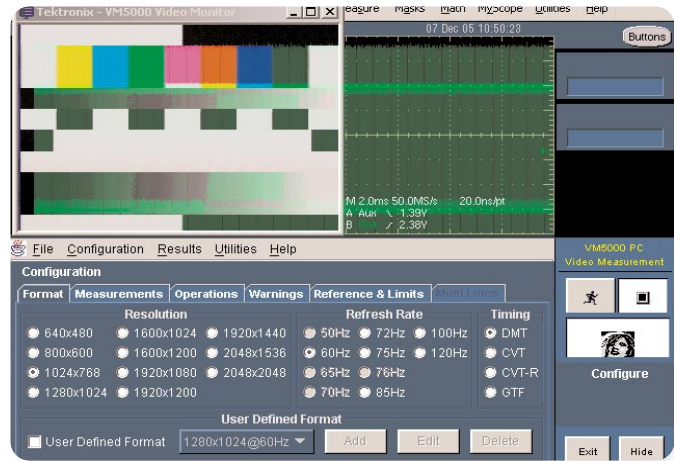 Tektronix - VM5000 Video Monitor
Measure Masks Math MyScope Utilities Help
07 Dec 05 10:50:23
Buttons
M 2.0ms 50.0MS/s 20.0ns/pt
A Aux \ 1.39V
B / 2.38V
File Configuration Results Utilities Help
VM5000 PC
Video Measurement
Configuration
Format Measurements Operations Warnings Reference & Limits Multi Lines
Resolution Refresh Rate Timing
640x480 1600x1024 1920x1440 50Hz 72Hz 100Hz DMT
800x600 1600x1200 2048x1536 60Hz 75Hz 120Hz CVT
1024x768 1920x1080 2048x2048 65Hz 76Hz CVT-R
1280x1024 1920x1200 70Hz 85Hz GTF
Configure
User Defined Format
User Defined Format 1280x1024@60Hz Add Edit Delete
Exit Hide